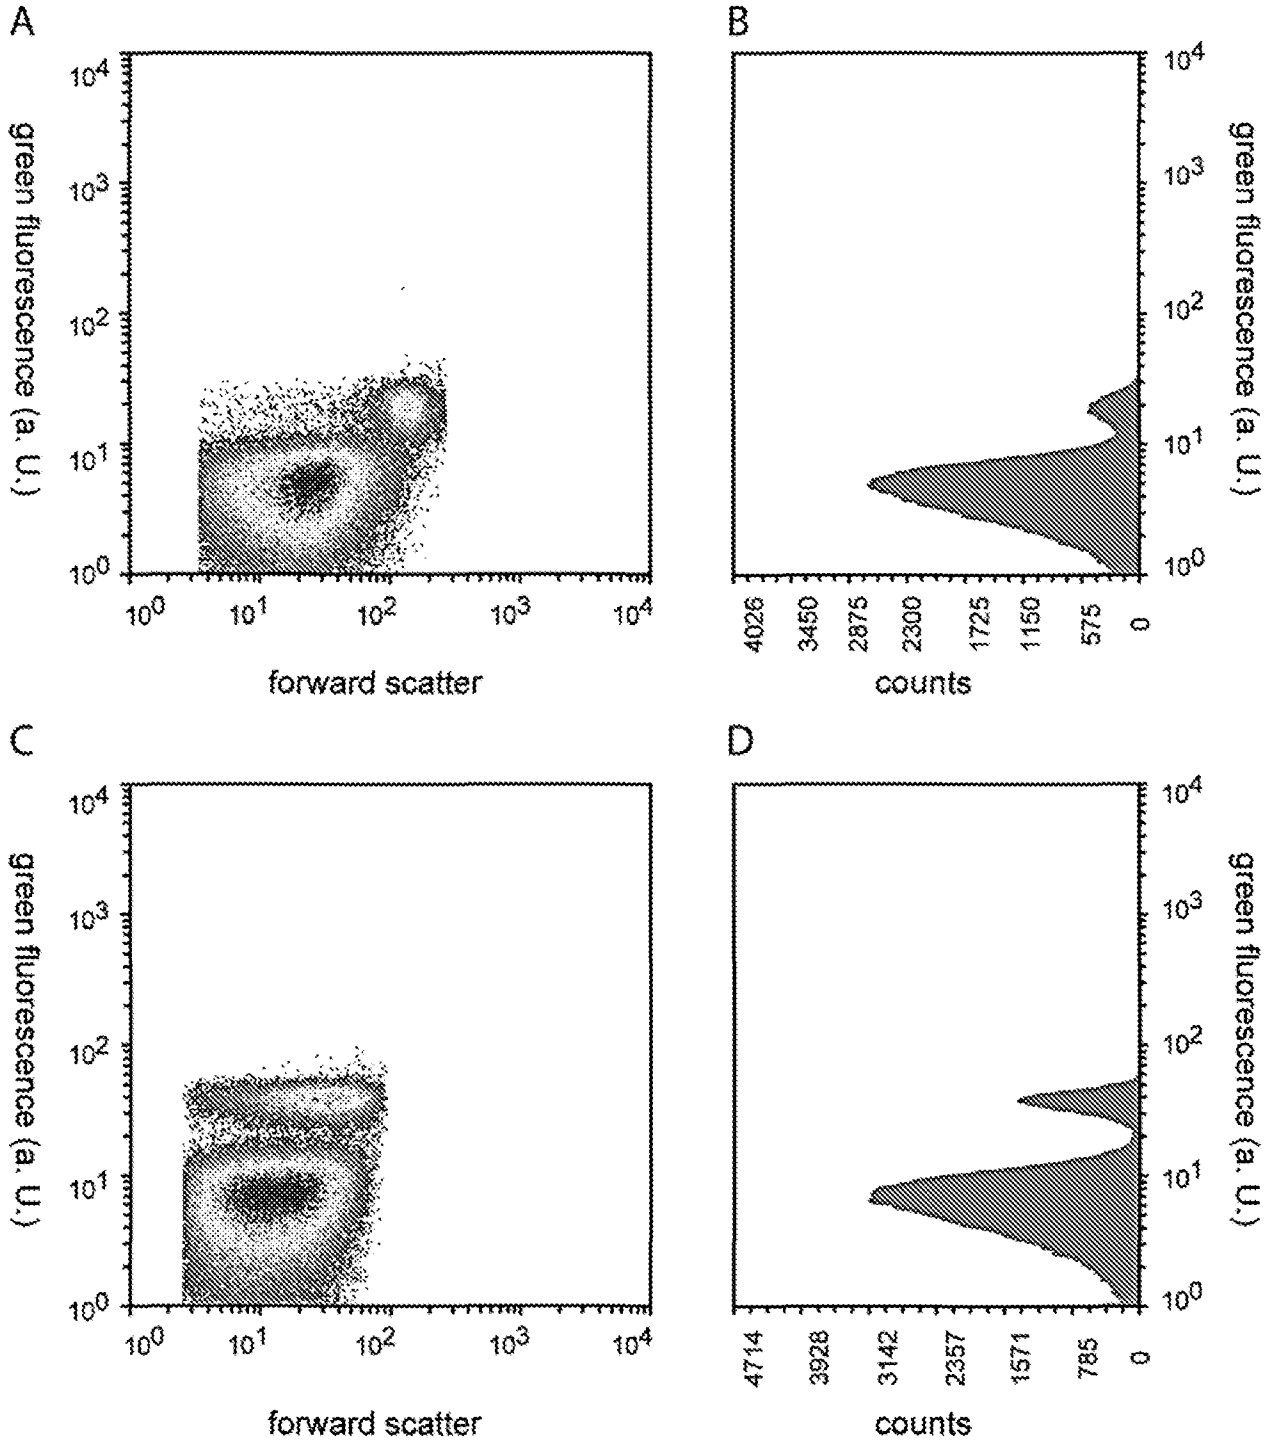 A
10^4
10^3
10^2
10^1
10^0
green fluorescence (a. U.)
10^0 10^1 10^2 10^3 10^4
forward scatter
B
10^4
10^3
10^2
10^1
10^0
green fluorescence (a. U.)
4026 3450 2875 2300 1725 1150 575 0
counts
C
10^4
10^3
10^2
10^1
10^0
green fluorescence (a. U.)
10^0 10^1 10^2 10^3 10^4
forward scatter
D
10^4
10^3
10^2
10^1
10^0
green fluorescence (a. U.)
4714 3928 3142 2357 1571 785 0
counts